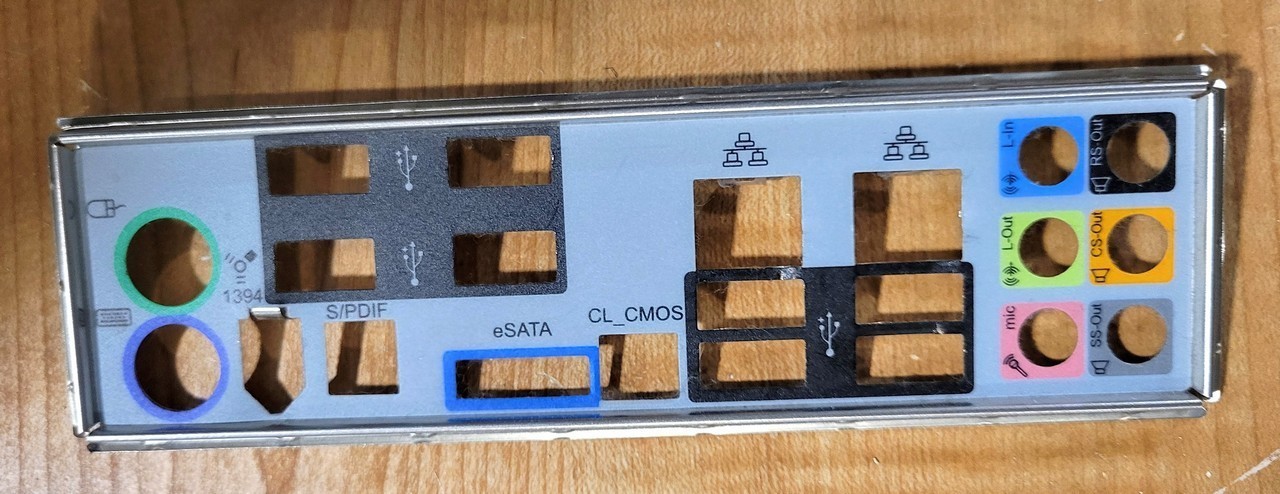 1394
S/PDIF
eSATA
CL_CMOS
L-In
RS-Out
L-Out
CS-Out
mic
SS-Out